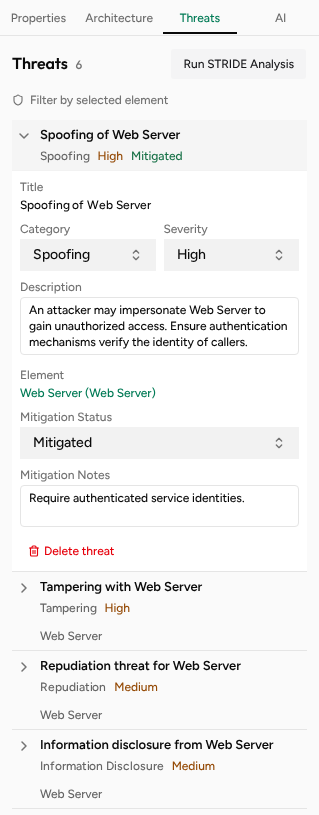 Properties Architecture Threats AI
Threats 6 Run STRIDE Analysis
Filter by selected element
Spoofing of Web Server
Spoofing High Mitigated
Title
Spoofing of Web Server
Category Severity
Spoofing High
Description
An attacker may impersonate Web Server to
gain unauthorized access. Ensure authentication
mechanisms verify the identity of callers.
Element
Web Server (Web Server)
Mitigation Status
Mitigated
Mitigation Notes
Require authenticated service identities.
Delete threat
Tampering with Web Server
Tampering High
Web Server
Repudiation threat for Web Server
Repudiation Medium
Web Server
Information disclosure from Web Server
Information Disclosure Medium
Web Server